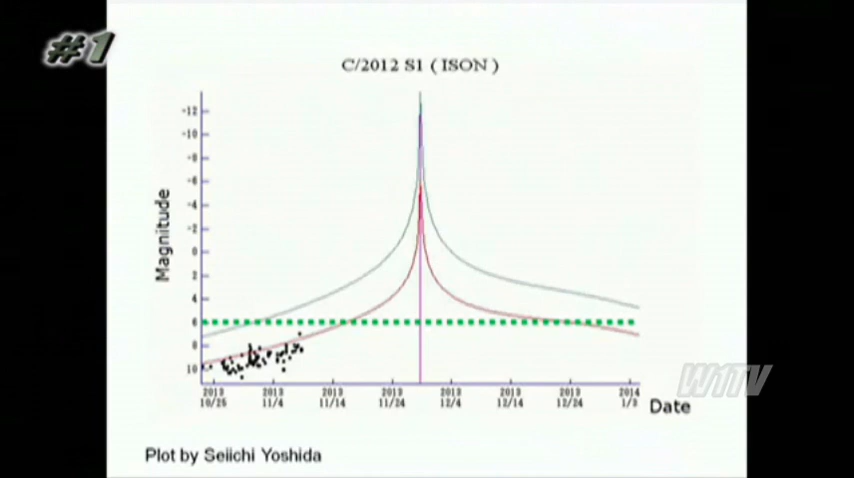 #1
C/2012 S1 ( ISON )
Magnitude
-12
-10
-8
-6
-4
-2
0
2
4
6
8
10
2013 2013 2013 2013 2013 2013 2013 2014
10/25 11/4 11/14 11/24 12/4 12/14 12/24 1/3
Date
W1TV
Plot by Seiichi Yoshida